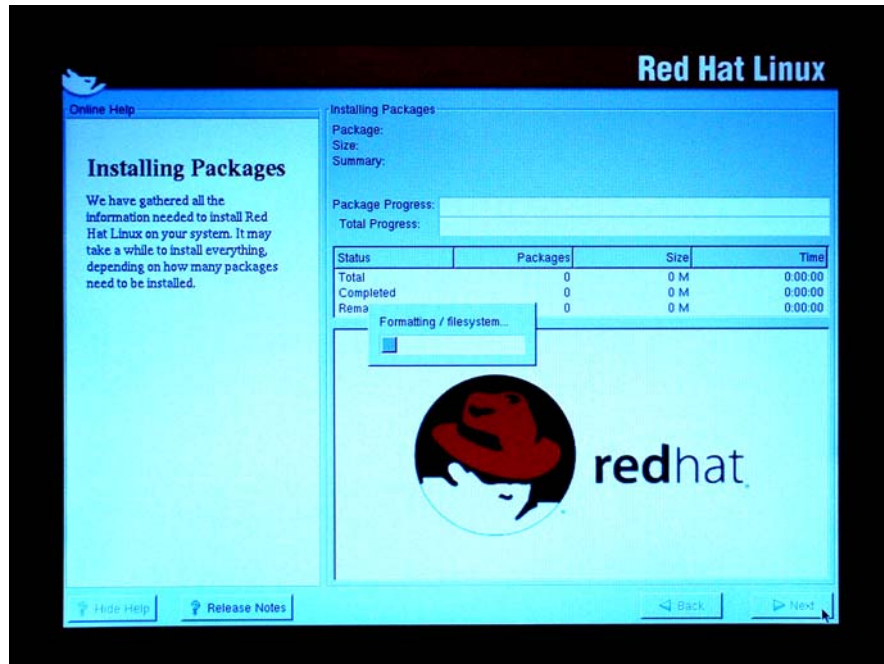 Red Hat Linux
Online Help
Installing Packages
We have gathered all the
information needed to install Red
Hat Linux on your system. It may
take a while to install everything,
depending on how many packages
need to be installed.
Installing Packages
Package:
Size:
Summary:
Package Progress:
Total Progress:
Status Packages Size Time
Total 0 0 M 0:00:00
Completed 0 0 M 0:00:00
Rema 0 0 M 0:00:00
Formatting / filesystem...
redhat.
Hide Help
Release Notes
Back
Next